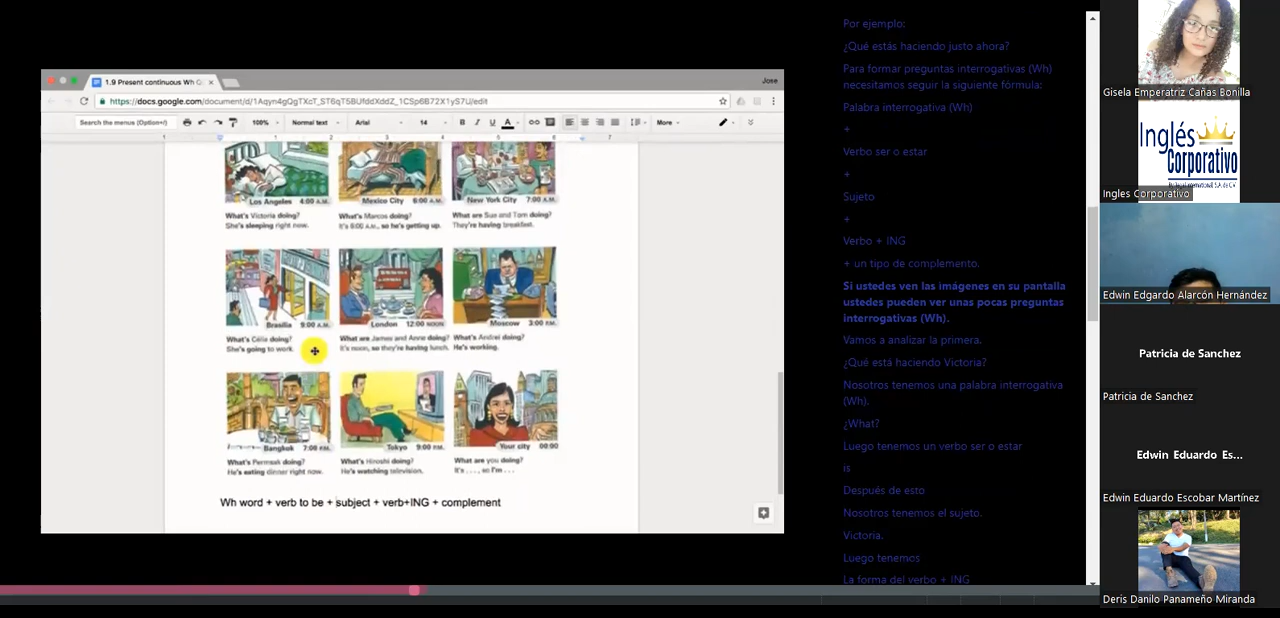 1.9 Present continuous Wh Q
Jose
https://docs.google.com/document/d/1Aqyn4gQgTXcT_ST6qT5BUfddXddZ_1CSp6B72X1yS7U/edit
Search the menus (Option+/)
100%
Normal text
Arial
14
B I U A
More
Los Angeles 4:00 A.M.
Mexico City 6:00 A.M.
New York City 7:00 A.M.
What's Victoria doing?
She's sleeping right now.
What's Marcos doing?
It's 6:00 A.M., so he's getting up.
What are Sue and Tom doing?
They're having breakfast.
Brasilia 9:00 A.M.
London 12:00 NOON
Moscow 3:00 P.M.
What's Célia doing?
She's going to work.
What are James and Anne doing?
It's noon, so they're having lunch.
What's Andrei doing?
He's working.
Bangkok 7:00 P.M.
Tokyo 9:00 P.M.
Your city 00:00
What's Permsak doing?
He's eating dinner right now.
What's Hiroshi doing?
He's watching television.
What are you doing?
It's . . . , so I'm . . .
Wh word + verb to be + subject + verb+ING + complement
Por ejemplo:
¿Qué estás haciendo justo ahora?
Para formar preguntas interrogativas (Wh)
necesitamos seguir la siguiente fórmula:
Palabra interrogativa (Wh)
+
Verbo ser o estar
+
Sujeto
+
Verbo + ING
+ un tipo de complemento.
Si ustedes ven las imágenes en su pantalla
ustedes pueden ver unas pocas preguntas
interrogativas (Wh).
Vamos a analizar la primera.
¿Qué está haciendo Victoria?
Nosotros tenemos una palabra interrogativa
(Wh).
¿What?
Luego tenemos un verbo ser o estar
is
Después de esto
Nosotros tenemos el sujeto.
Victoria.
Luego tenemos
La forma del verbo + ING
Gisela Emperatriz Cañas Bonilla
Inglés
Corporativo
Ingles Corporativo
Edwin Edgardo Alarcón Hernández
Patricia de Sanchez
Patricia de Sanchez
Edwin Eduardo Es...
Edwin Eduardo Escobar Martínez
Deris Danilo Panameño Miranda